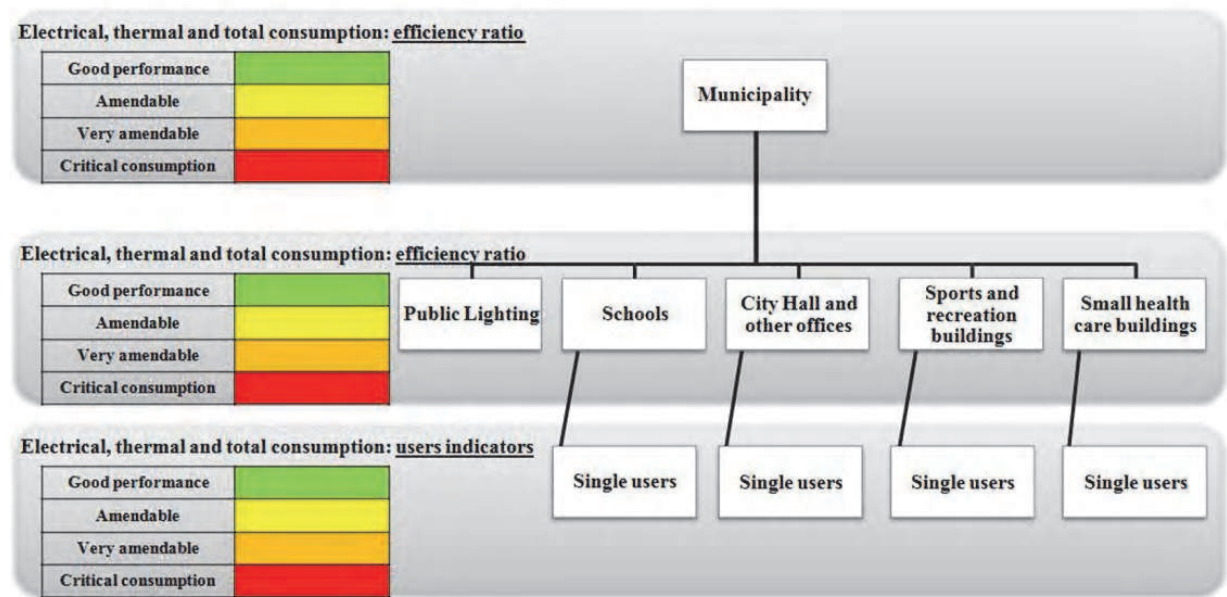 Electrical, thermal and total consumption: efficiency ratio
Good performance
Amendable
Very amendable
Critical consumption
Municipality
Electrical, thermal and total consumption: efficiency ratio
Good performance
Amendable
Very amendable
Critical consumption
Public Lighting
Schools
City Hall and
other offices
Sports and
recreation
buildings
Small health
care buildings
Electrical, thermal and total consumption: users indicators
Good performance
Amendable
Very amendable
Critical consumption
Single users
Single users
Single users
Single users